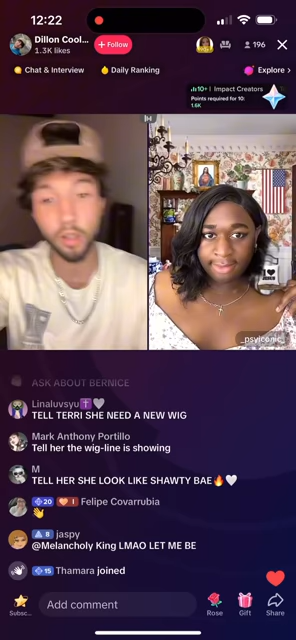 12:22
Dillon Cool...
1.3K likes
+ Follow
196
Chat & Interview
Daily Ranking
Explore >
10+ | Impact Creators
Points required for 10:
1.6K
_psyiconic_
ASK ABOUT BERNICE
Linaluvsyu✝️🤍
TELL TERRI SHE NEED A NEW WIG
Mark Anthony Portillo
Tell her the wig-line is showing
M
TELL HER SHE LOOK LIKE SHAWTY BAE🔥🤍
20 I Felipe Covarrubia
👋
8 jaspy
@Melancholy King LMAO LET ME BE
15 Thamara joined
Subsc...
Add comment
Rose
Gift
Share